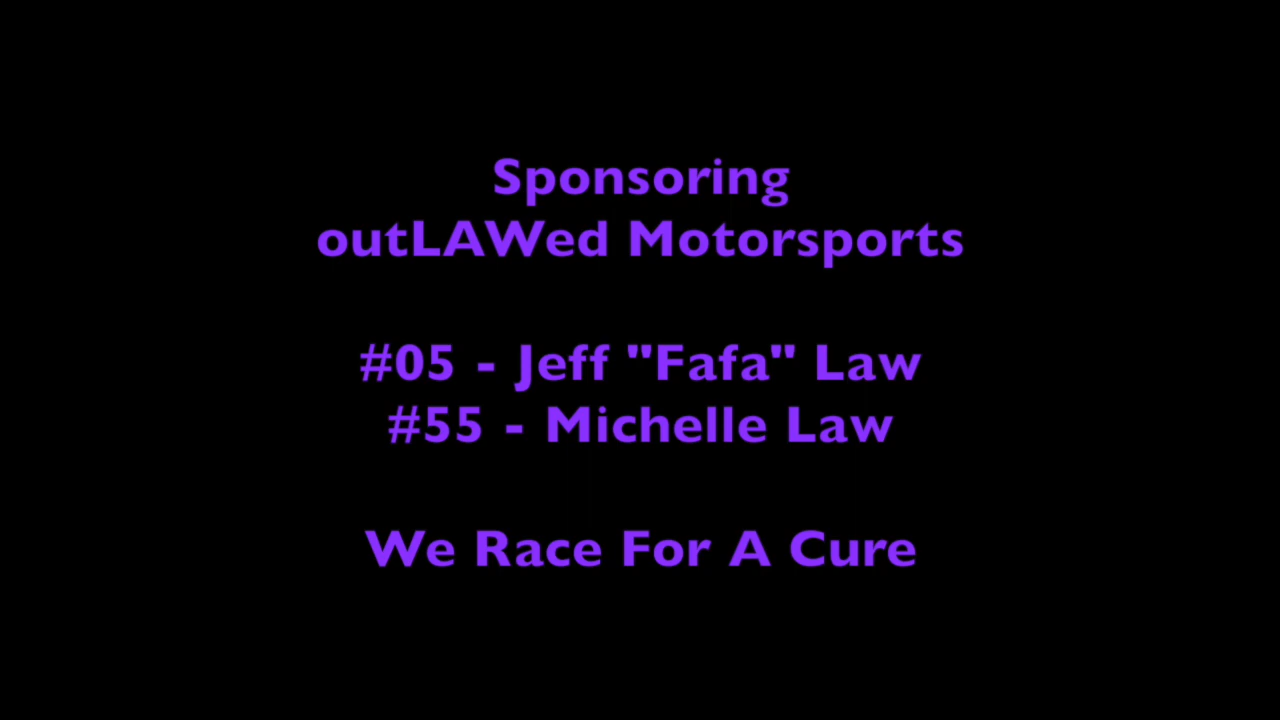 Sponsoring
outLAWed Motorsports
#05 - Jeff "Fafa" Law
#55 - Michelle Law
We Race For A Cure